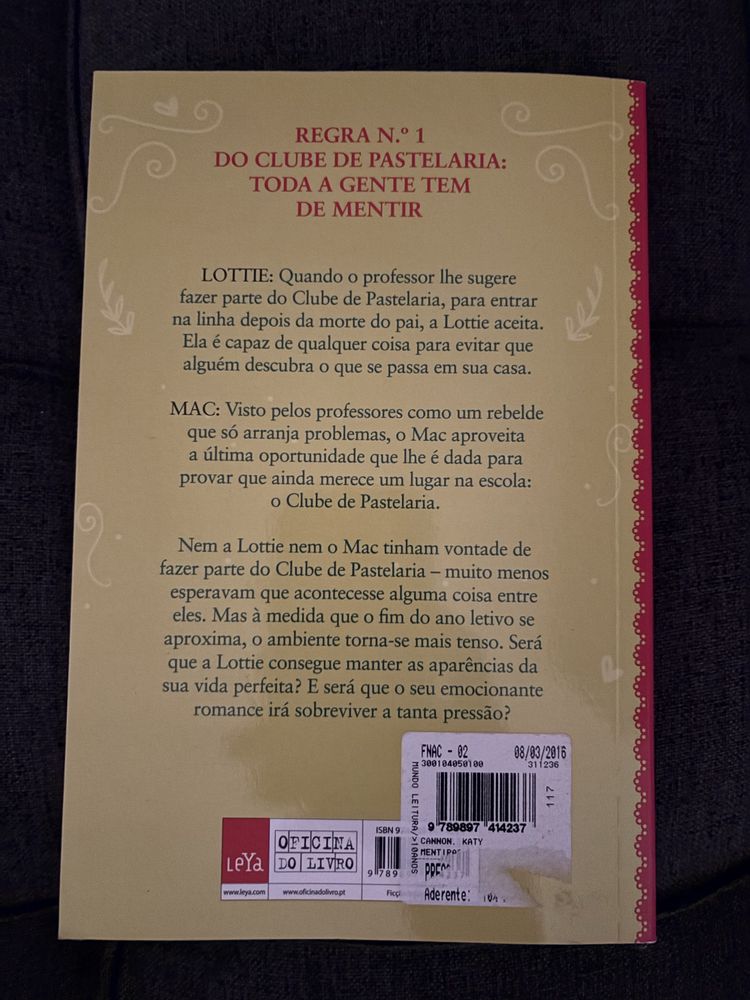 REGRA N.º 1
DO CLUBE DE PASTELARIA:
TODA A GENTE TEM
DE MENTIR
LOTTIE: Quando o professor lhe sugere
fazer parte do Clube de Pastelaria, para entrar
na linha depois da morte do pai, a Lottie aceita.
Ela é capaz de qualquer coisa para evitar que
alguém descubra o que se passa em sua casa.
MAC: Visto pelos professores como um rebelde
que só arranja problemas, o Mac aproveita
a última oportunidade que lhe é dada para
provar que ainda merece um lugar na escola:
o Clube de Pastelaria.
Nem a Lottie nem o Mac tinham vontade de
fazer parte do Clube de Pastelaria – muito menos
esperavam que acontecesse alguma coisa entre
eles. Mas à medida que o fim do ano letivo se
aproxima, o ambiente torna-se mais tenso. Será
que a Lottie consegue manter as aparências da
sua vida perfeita? E será que o seu emocionante
romance irá sobreviver a tanta pressão?
FNAC - 02 08/03/2016
300104050100 311236
MUNDO LEITURA/>10ANOS
117
9 789897 414237
CANNON, KATY
Aderente:
LeYa
www.leya.com
OFICINA
DO LIVRO
www.oficinadolivro.pt
ISBN 9
9 789